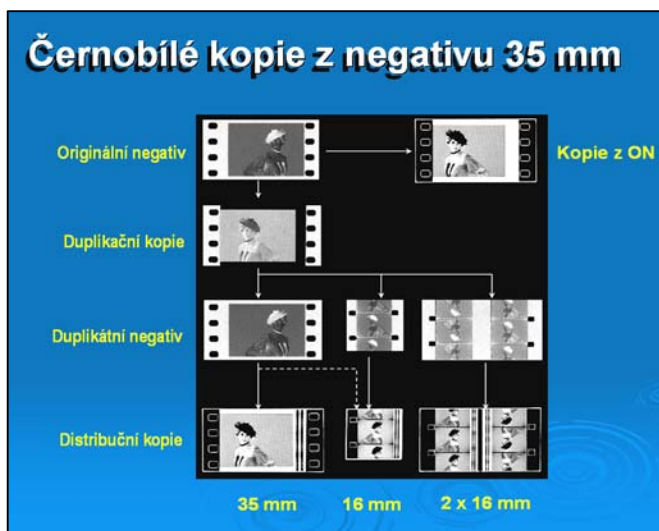 Černobílé kopie z negativu 35 mm
Originální negativ
Kopie z ON
Duplikační kopie
Duplikátní negativ
Distribuční kopie
35 mm
16 mm
2 x 16 mm